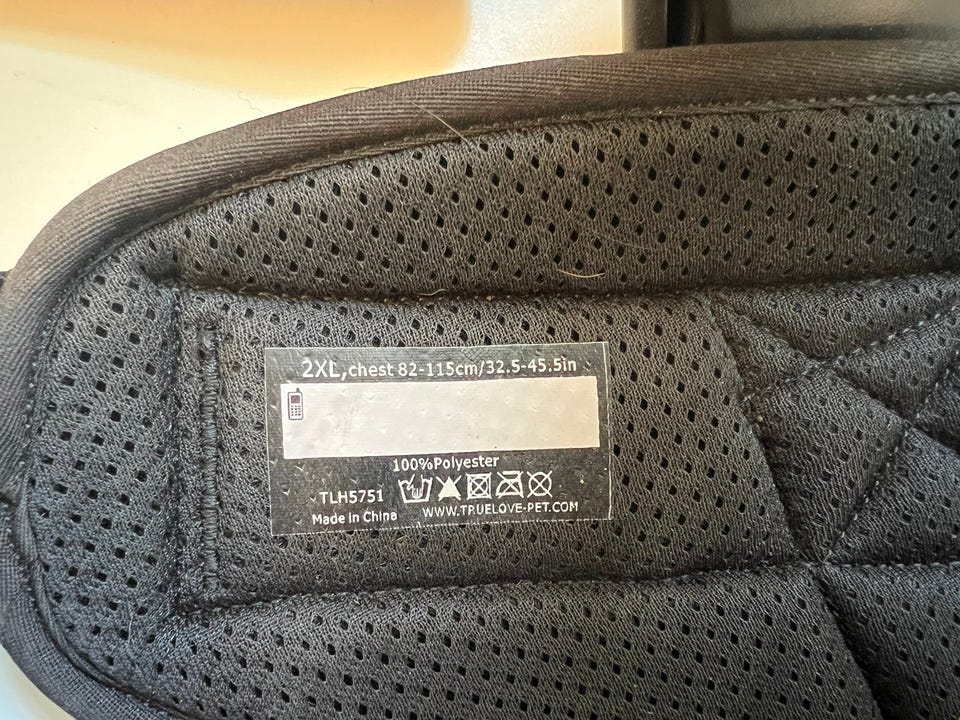 2XL, chest 82-115cm/32.5-45.5in
100%Polyester
TLH5751
Made in China WWW.TRUELOVE-PET.COM